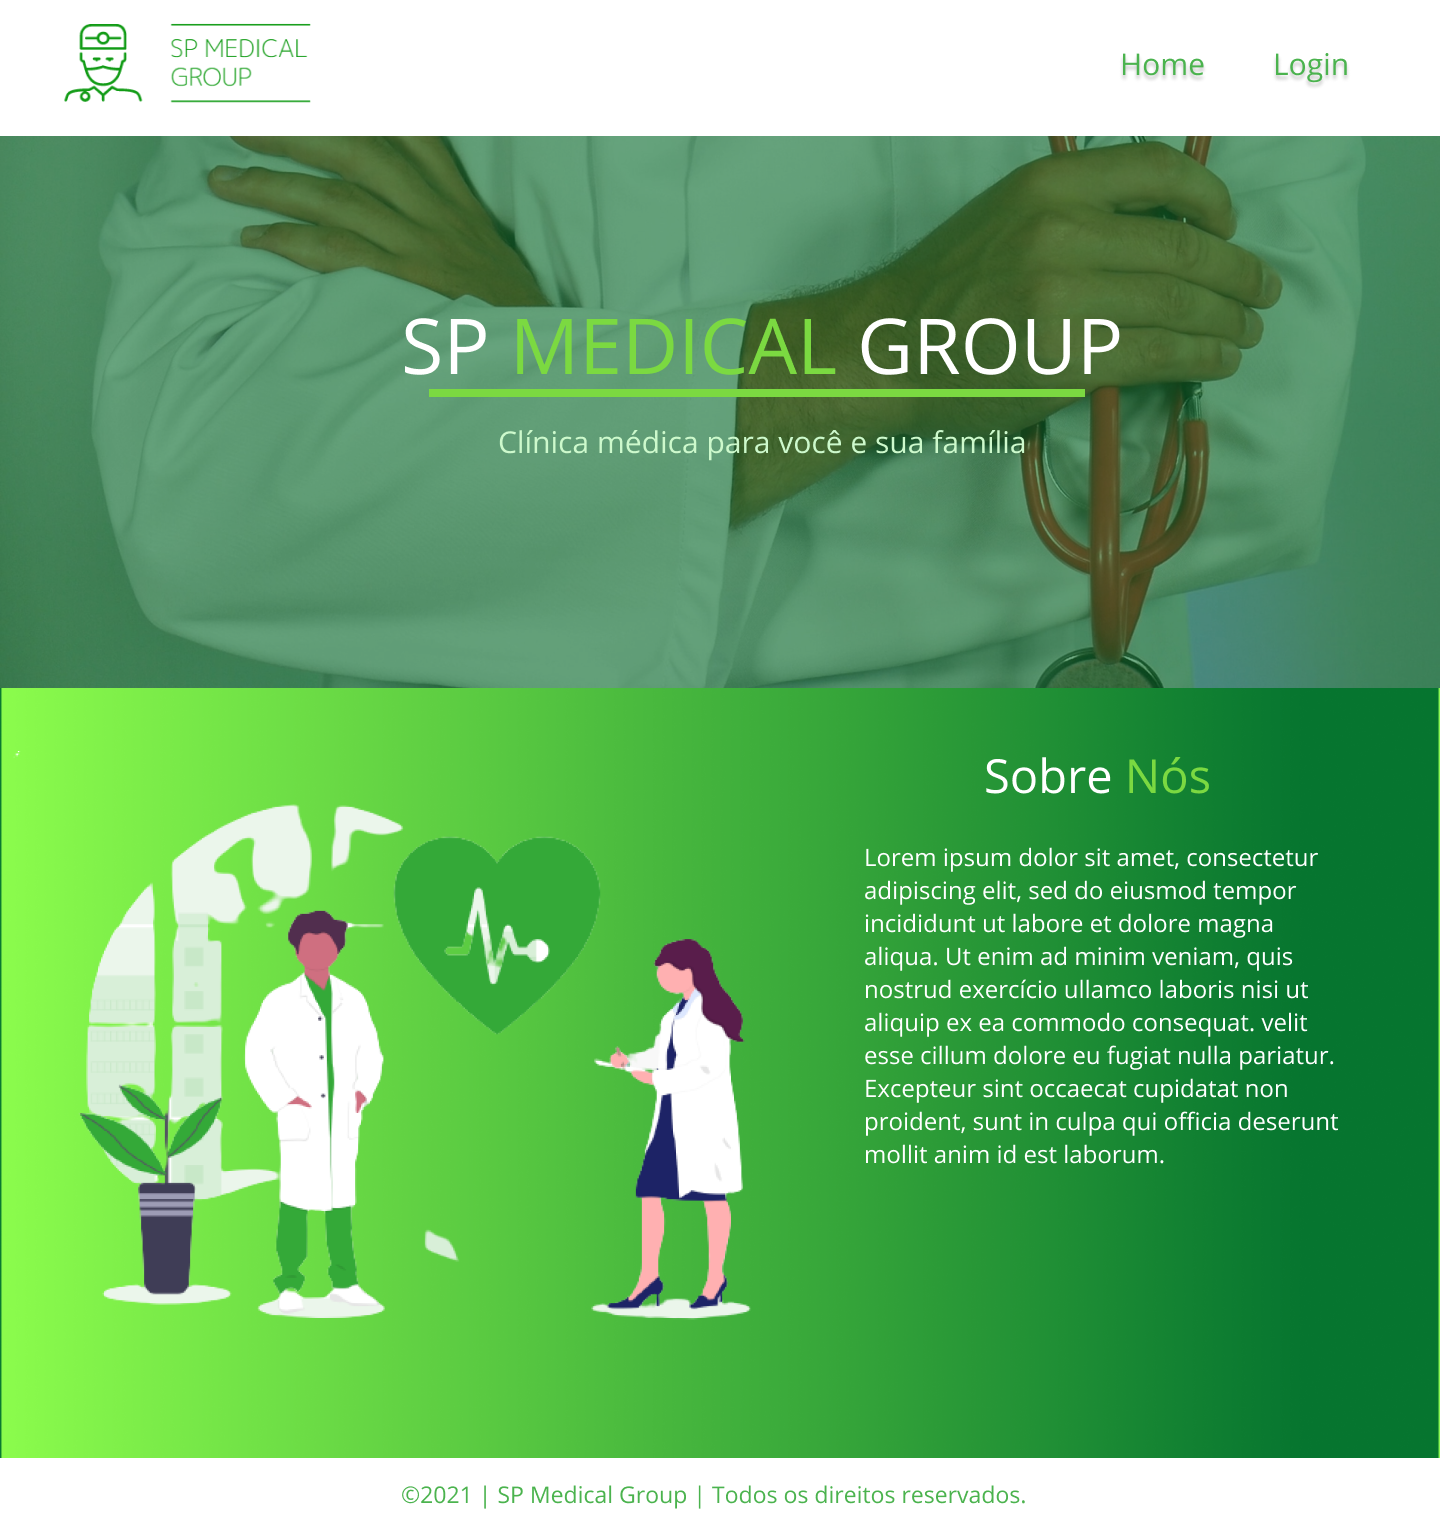 SP MEDICAL
GROUP
Home Login
SP MEDICAL GROUP
Clínica médica para você e sua família
Sobre Nós
Lorem ipsum dolor sit amet, consectetur
adipiscing elit, sed do eiusmod tempor
incididunt ut labore et dolore magna
aliqua. Ut enim ad minim veniam, quis
nostrud exercício ullamco laboris nisi ut
aliquip ex ea commodo consequat. velit
esse cillum dolore eu fugiat nulla pariatur.
Excepteur sint occaecat cupidatat non
proident, sunt in culpa qui officia deserunt
mollit anim id est laborum.
©2021 | SP Medical Group | Todos os direitos reservados.